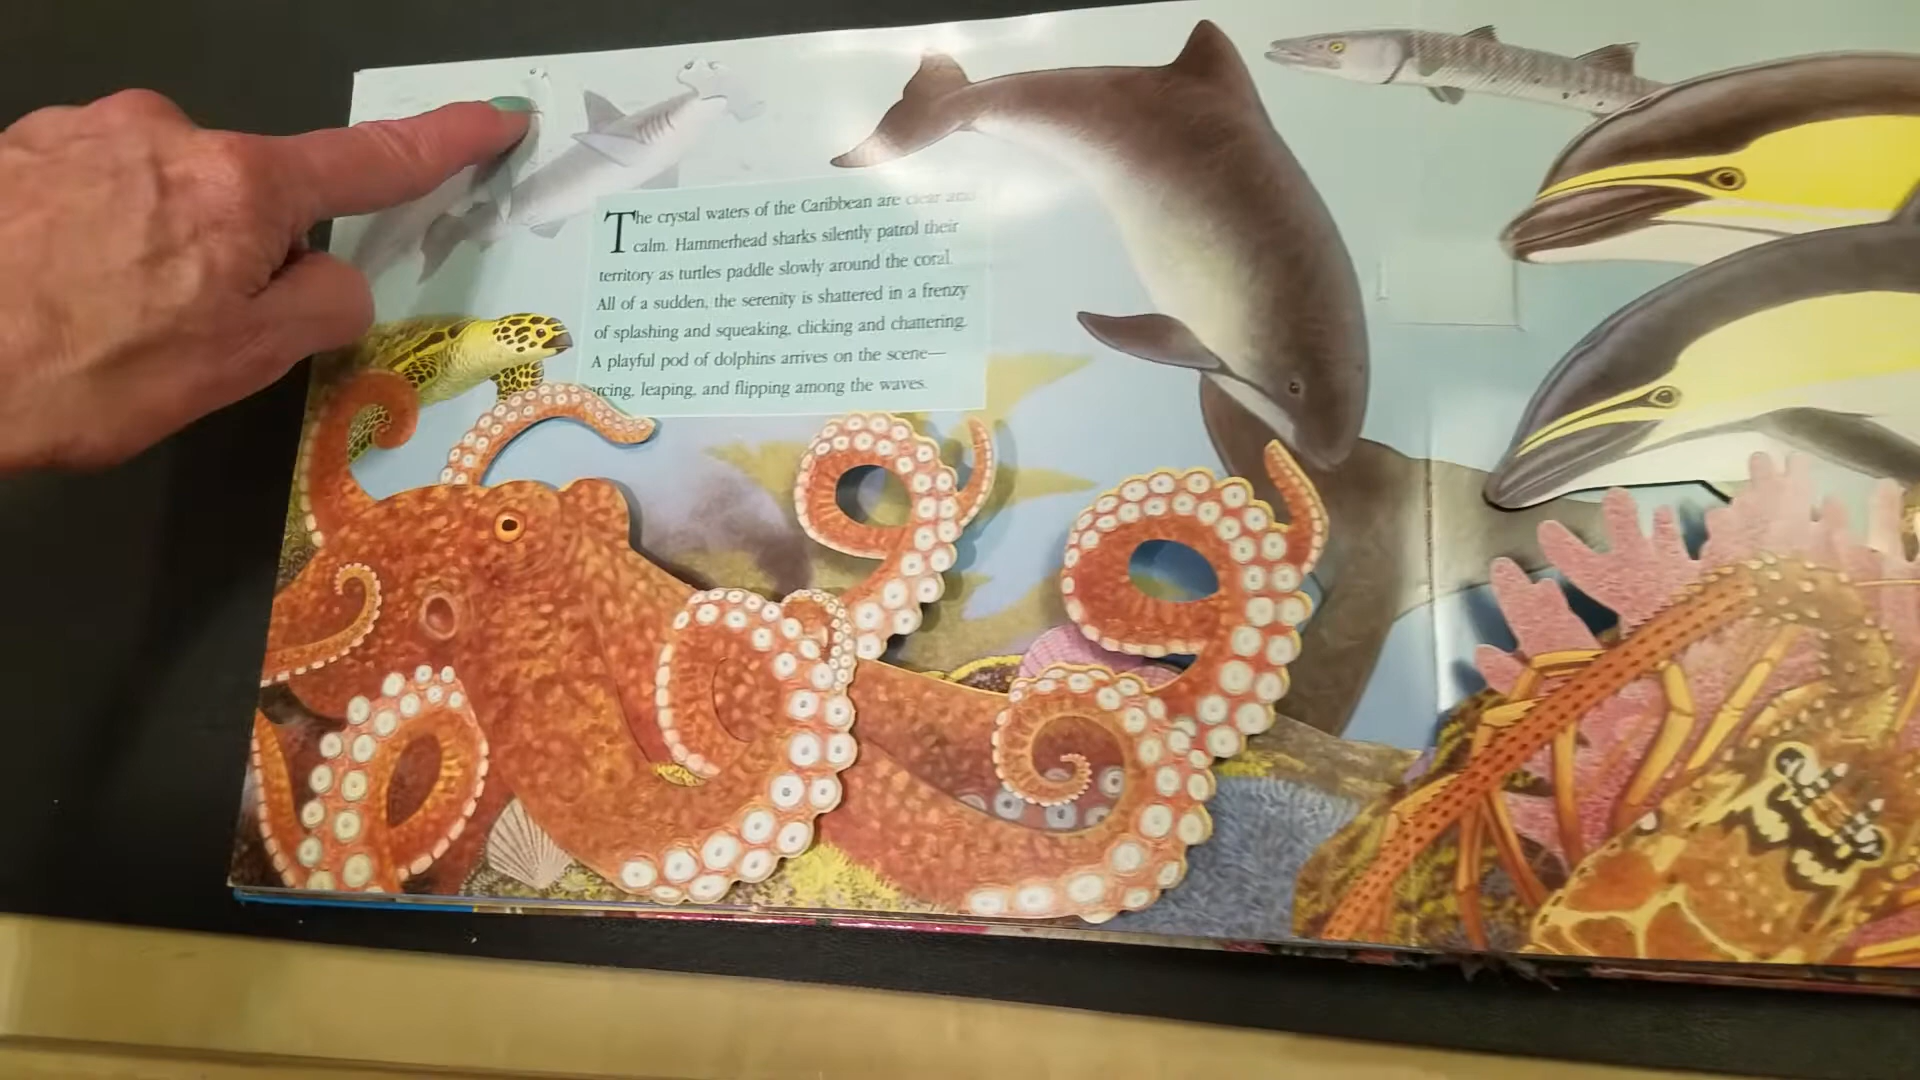 The crystal waters of the Caribbean are clear and
calm. Hammerhead sharks silently patrol their
territory as turtles paddle slowly around the coral.
All of a sudden, the serenity is shattered in a frenzy
of splashing and squeaking, clicking and chattering.
A playful pod of dolphins arrives on the scene—
arcing, leaping, and flipping among the waves.